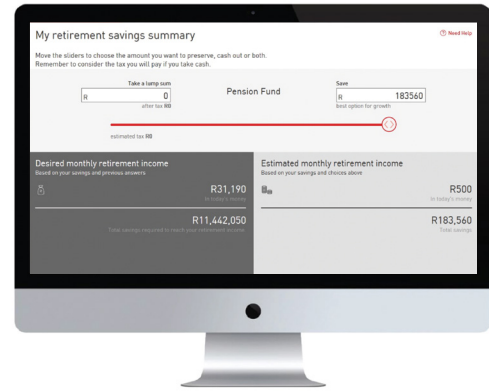 My retirement savings summary
Need Help
Move the sliders to choose the amount you want to preserve, cash out or both.
Remember to consider the tax you will pay if you take cash.
Take a lump sum
R 0
after tax R0
Pension Fund
Save
R 183560
best option for growth
estimated tax R0
Desired monthly retirement income
Based on your savings and previous answers
R31,190
In today's money
R11,442,050
Total savings required to reach your retirement income
Estimated monthly retirement income
Based on your savings and choices above
R500
In today's money
R183,560
Total savings